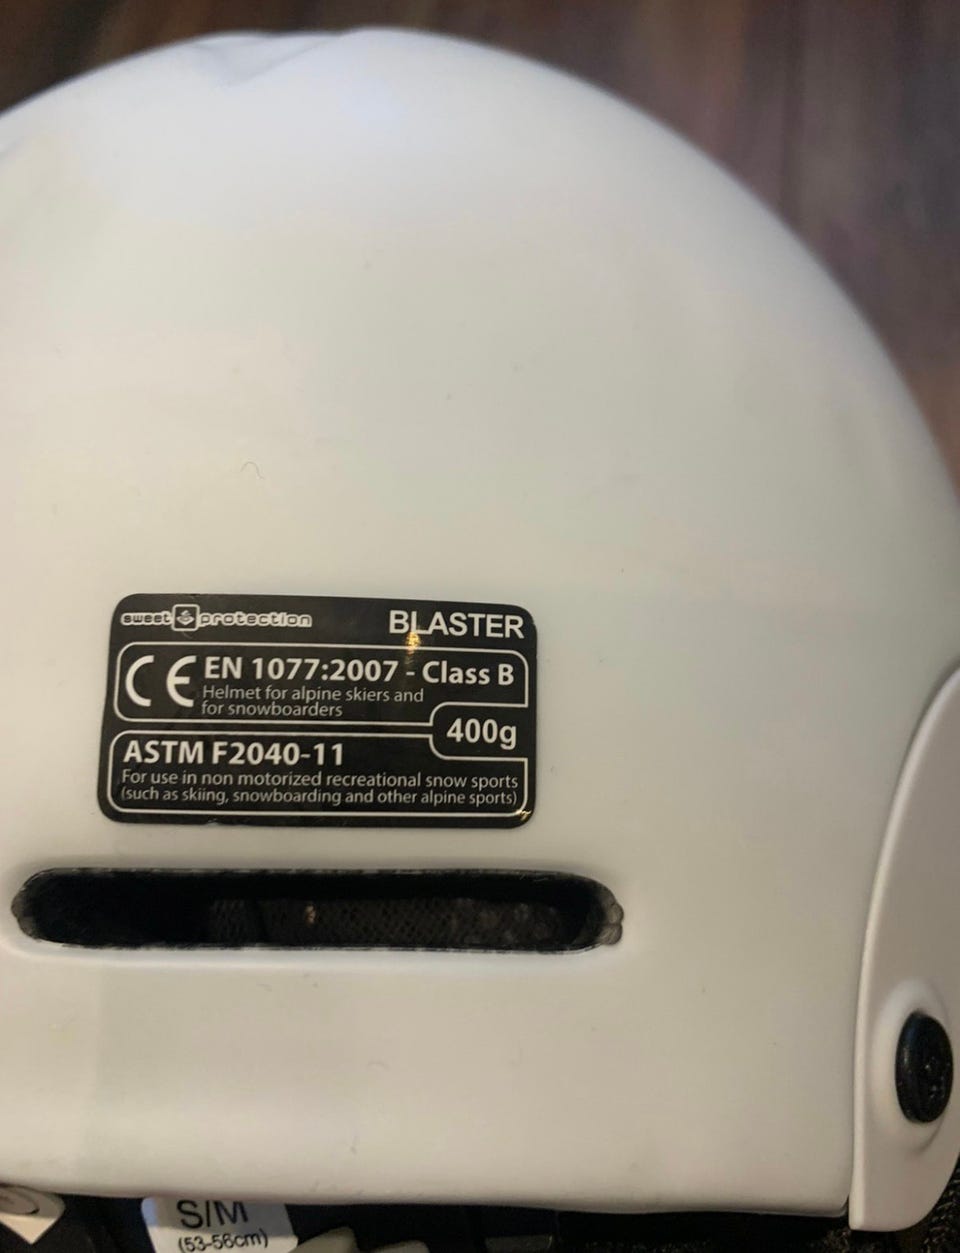 sweet protection BLASTER
CE EN 1077:2007 - Class B
Helmet for alpine skiers and
for snowboarders
400g
ASTM F2040-11
For use in non motorized recreational snow sports
(such as skiing, snowboarding and other alpine sports)
S/M
(53-56cm)